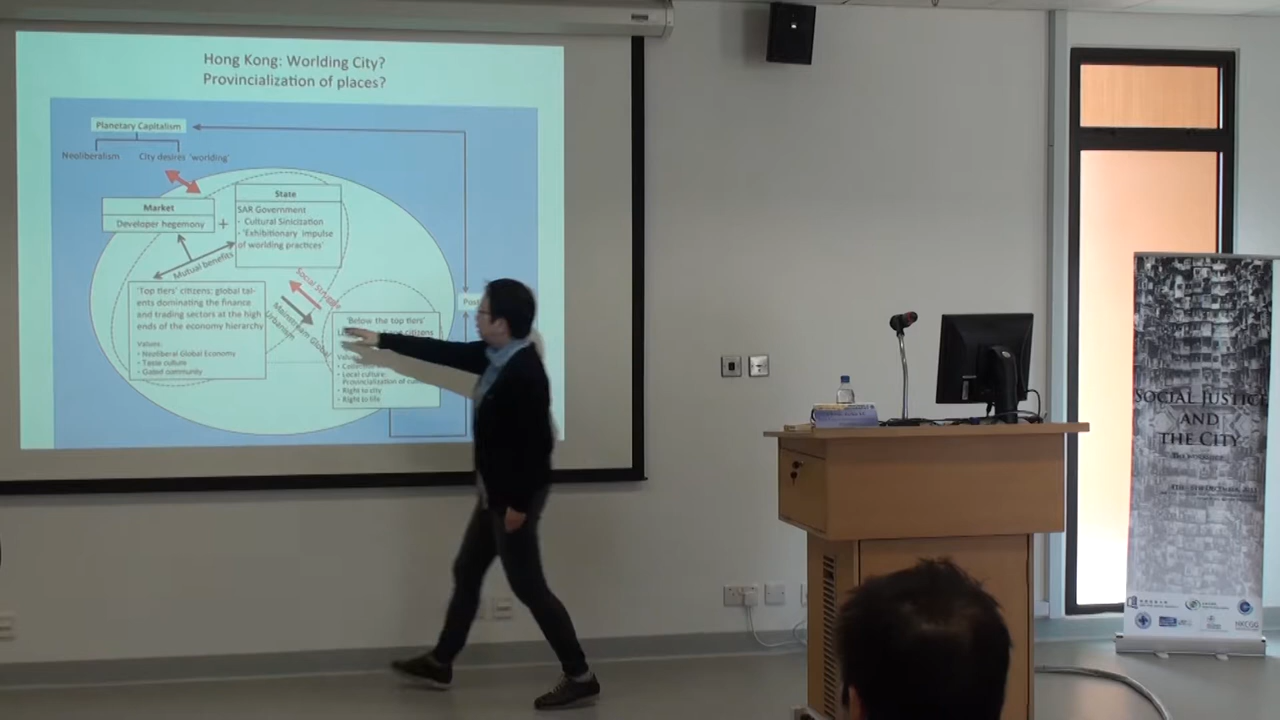 Hong Kong: Worlding City?
Provincialization of places?
Planetary Capitalism
Neoliberalism
City desires 'worlding'
Market
Developer hegemony
+
State
SAR Government
- Cultural Sinicization
- 'Exhibitionary impulse
of worlding practices'
Mutual benefits
'Top tiers' citizens: global tal-
ents dominating the finance
and trading sectors at the high
ends of the economy hierarchy
Values:
- Neoliberal Global Economy
- Taste culture
- Gated community
Social Struggle
Mainstream Global
Urbanism
'Below the top tiers'
citizens
Values
- Local culture:
Provincialization of
- Right to city
- Right to life
Post
SOCIAL JUSTICE
AND
THE CITY
HKCGG